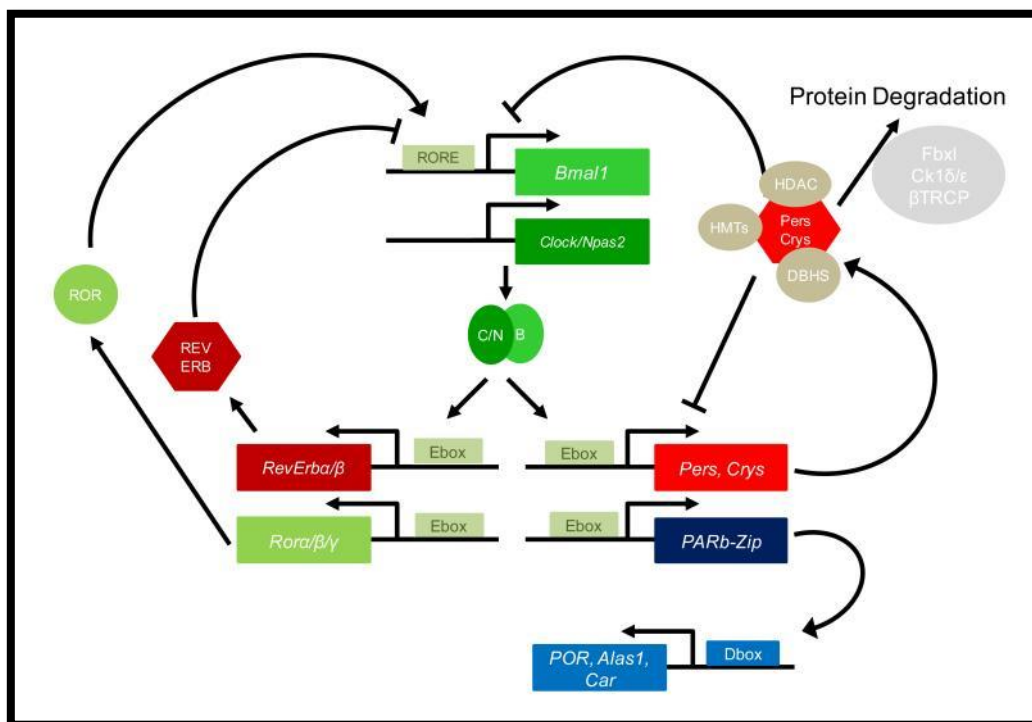 Protein Degradation
Fbxl
Ck1δ/ε
βTRCP
RORE
Bmal1
HDAC
HMTs
Pers
Crys
DBHS
Clock/Npas2
ROR
REV
ERB
C/N
B
RevErbα/β
Ebox
Ebox
Pers, Crys
Rorα/β/γ
Ebox
Ebox
PARb-Zip
POR, Alas1,
Car
Dbox